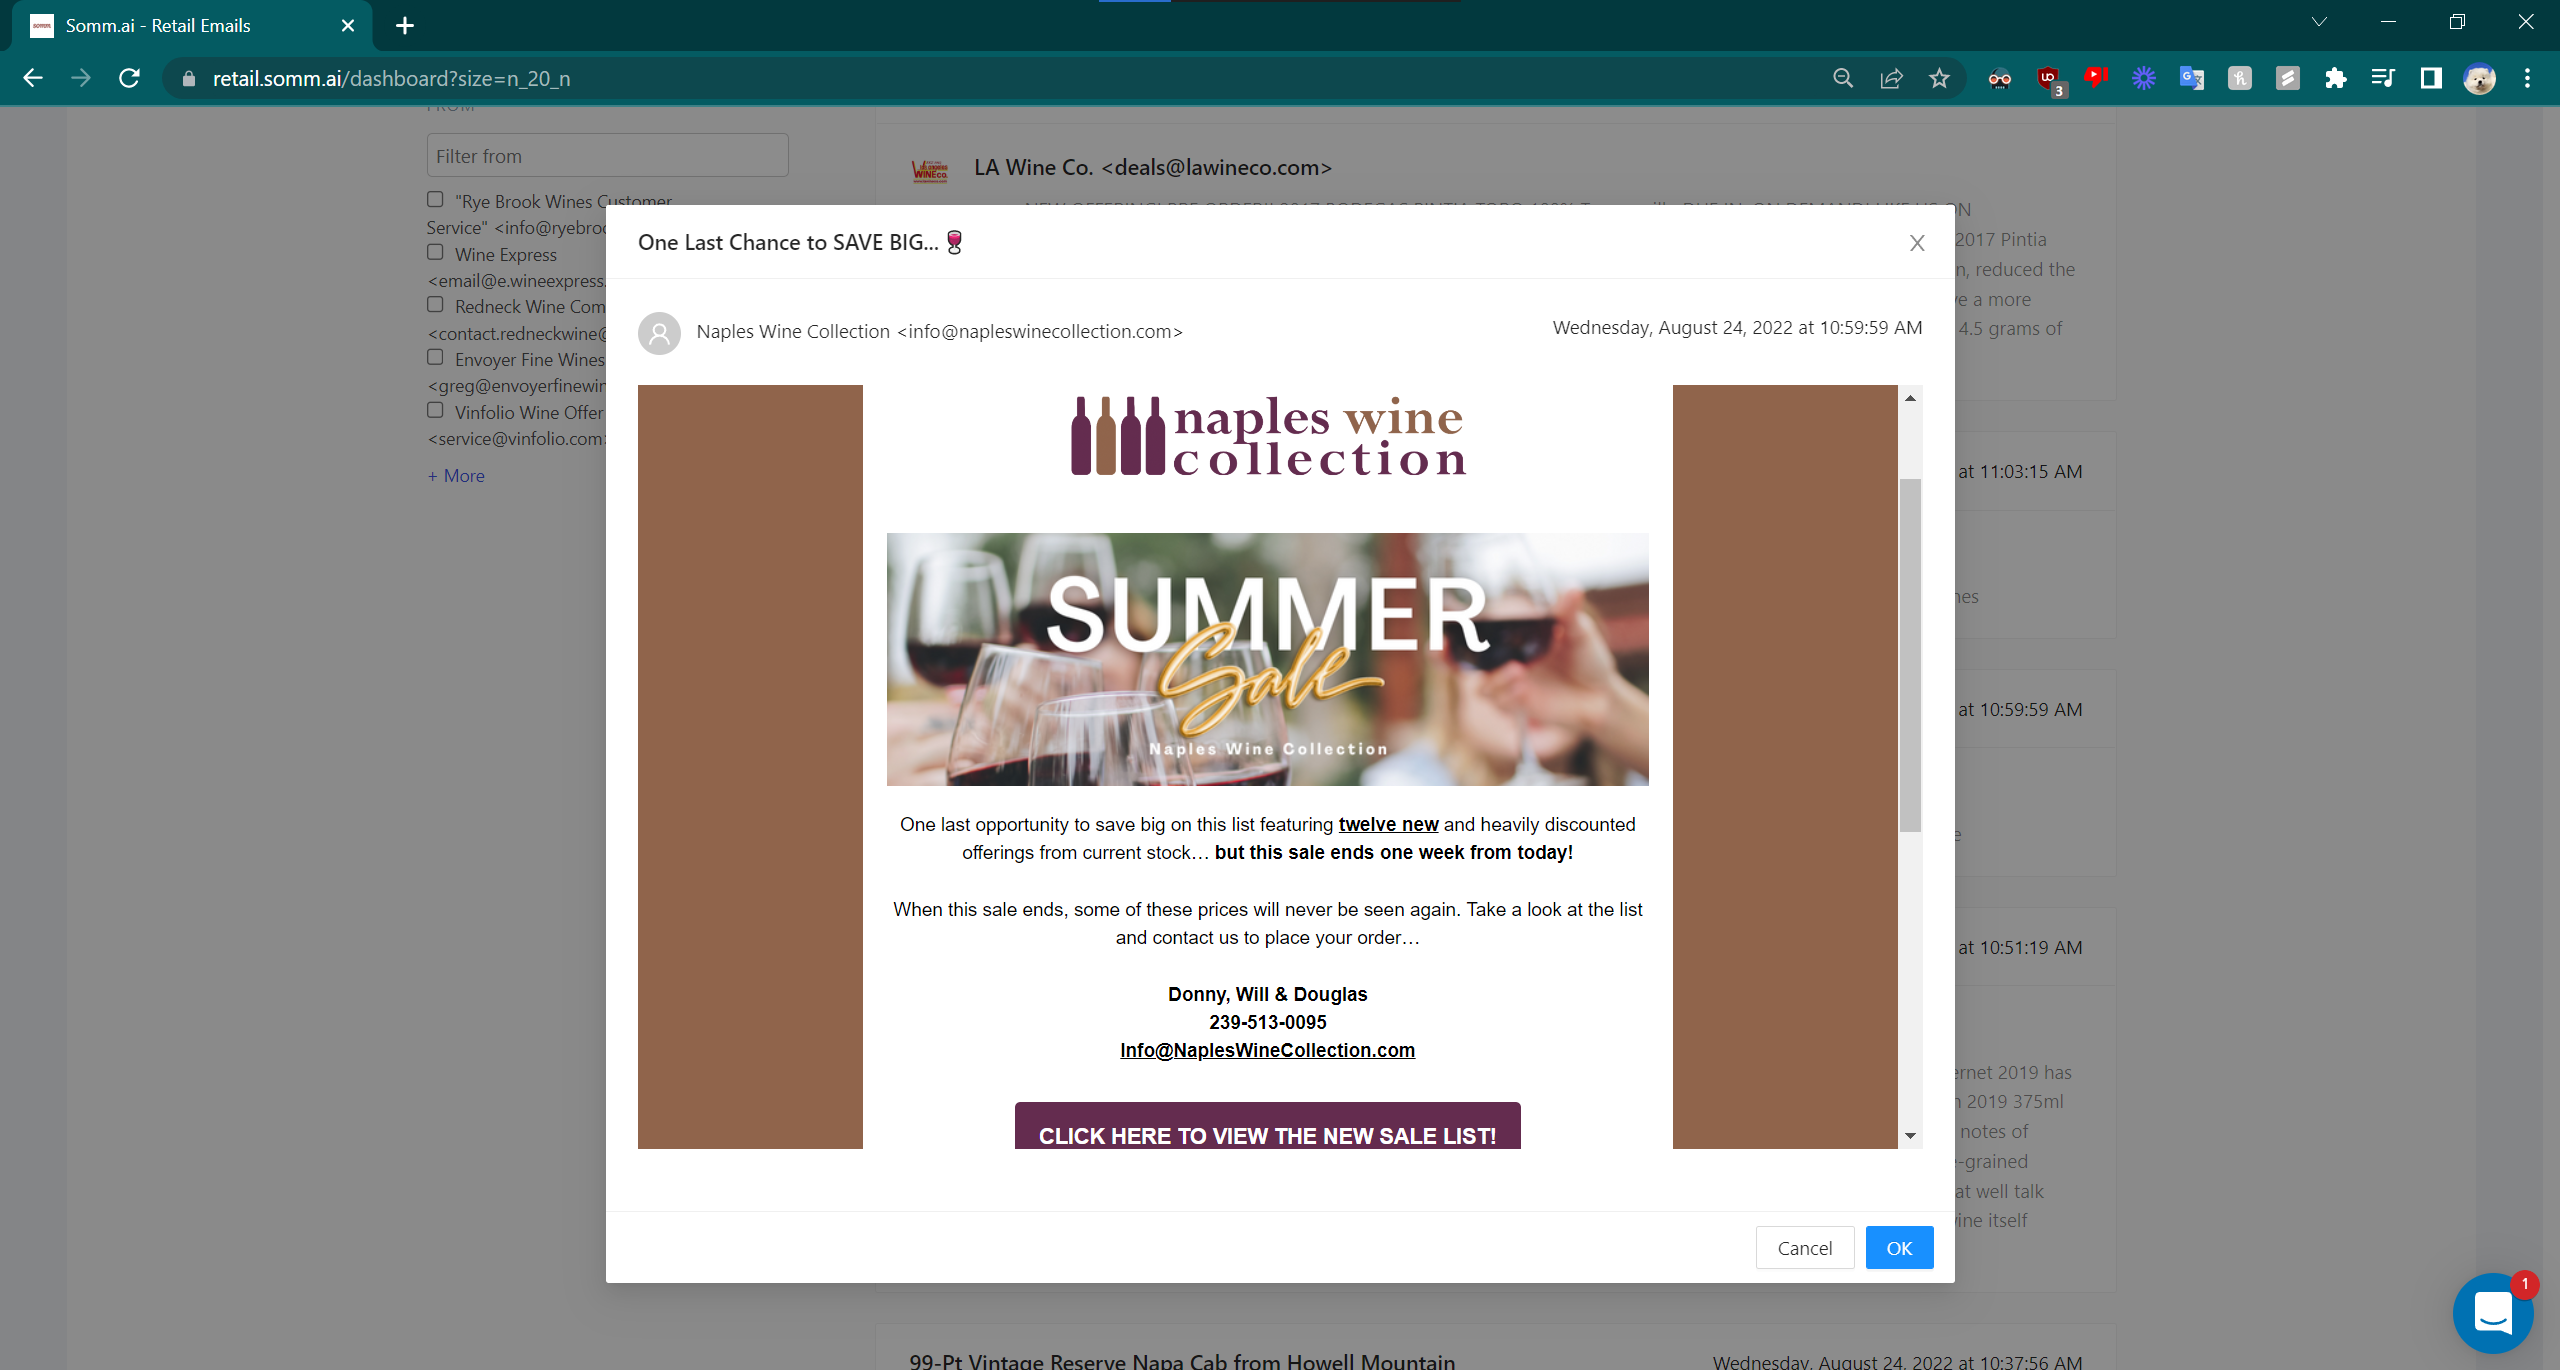 Somm.ai - Retail Emails
retail.somm.ai/dashboard?size=n_20_n
3
FROM
Filter from
"Rye Brook Wines Customer
Service" <info@ryebroo
Wine Express
<email@e.wineexpress.
Redneck Wine Com
<contact.redneckwine@
Envoyer Fine Wines
<greg@envoyerfinewin
Vinfolio Wine Offer
<service@vinfolio.com>
+ More
LA Wine Co. <deals@lawineco.com>
ON
2017 Pintia
n, reduced the
ve a more
4.5 grams of
at 11:03:15 AM
nes
at 10:59:59 AM
e
at 10:51:19 AM
ernet 2019 has
n 2019 375ml
notes of
e-grained
at well talk
vine itself
One Last Chance to SAVE BIG...🍷
X
Naples Wine Collection <info@napleswinecollection.com>
Wednesday, August 24, 2022 at 10:59:59 AM
naples wine
collection
SUMMER
Sale
Naples Wine Collection
One last opportunity to save big on this list featuring twelve new and heavily discounted
offerings from current stock… but this sale ends one week from today!
When this sale ends, some of these prices will never be seen again. Take a look at the list
and contact us to place your order…
Donny, Will & Douglas
239-513-0095
Info@NaplesWineCollection.com
CLICK HERE TO VIEW THE NEW SALE LIST!
Cancel
OK
1
99-Pt Vintage Reserve Napa Cab from Howell Mountain
Wednesday, August 24, 2022 at 10:37:56 AM